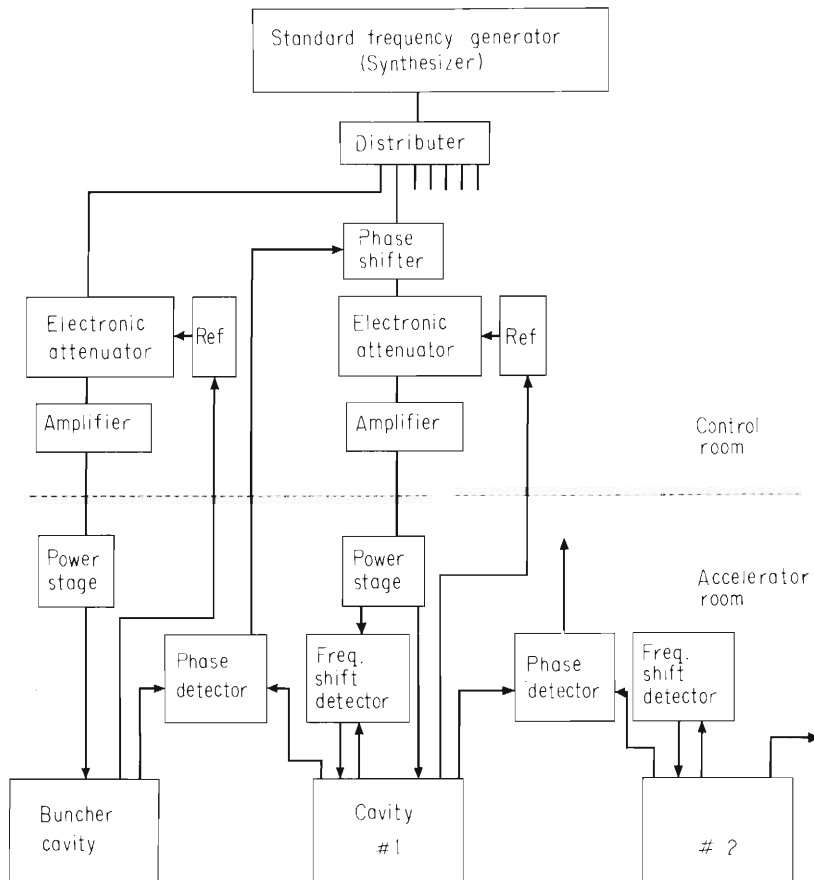 Standard frequency generator
(Synthesizer)
Distributer
Phase
shifter
Electronic
attenuator
Ref
Electronic
attenuator
Ref
Amplifier
Amplifier
Control
room
Power
stage
Power
stage
Accelerator
room
Phase
detector
Freq.
shift
detector
Phase
detector
Freq.
shift
detector
Buncher
cavity
Cavity
#1
# 2